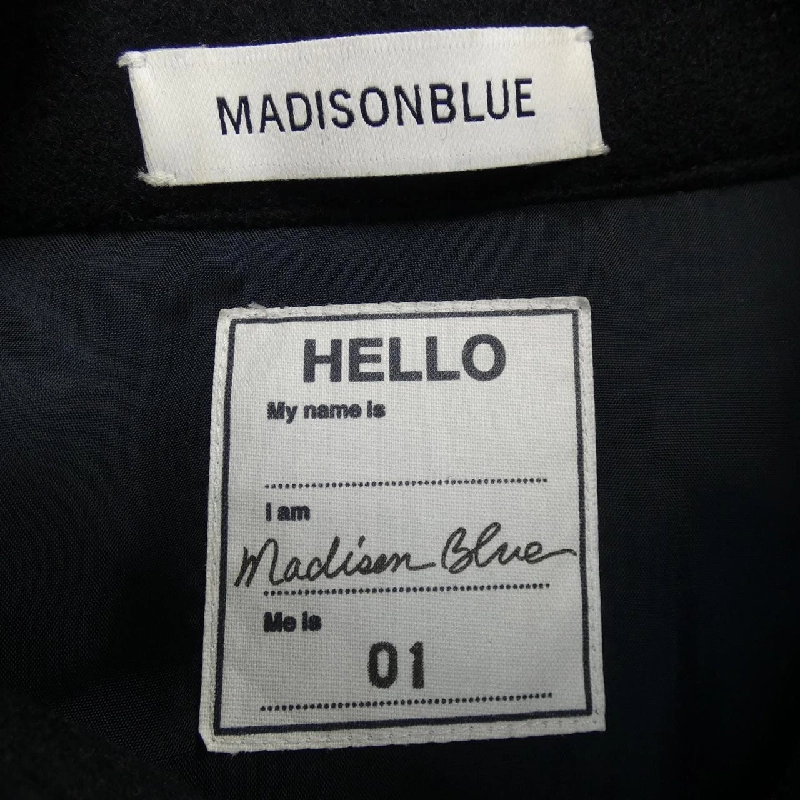 MADISONBLUE
HELLO
My name is
I am
Madison Blue
Me is
01